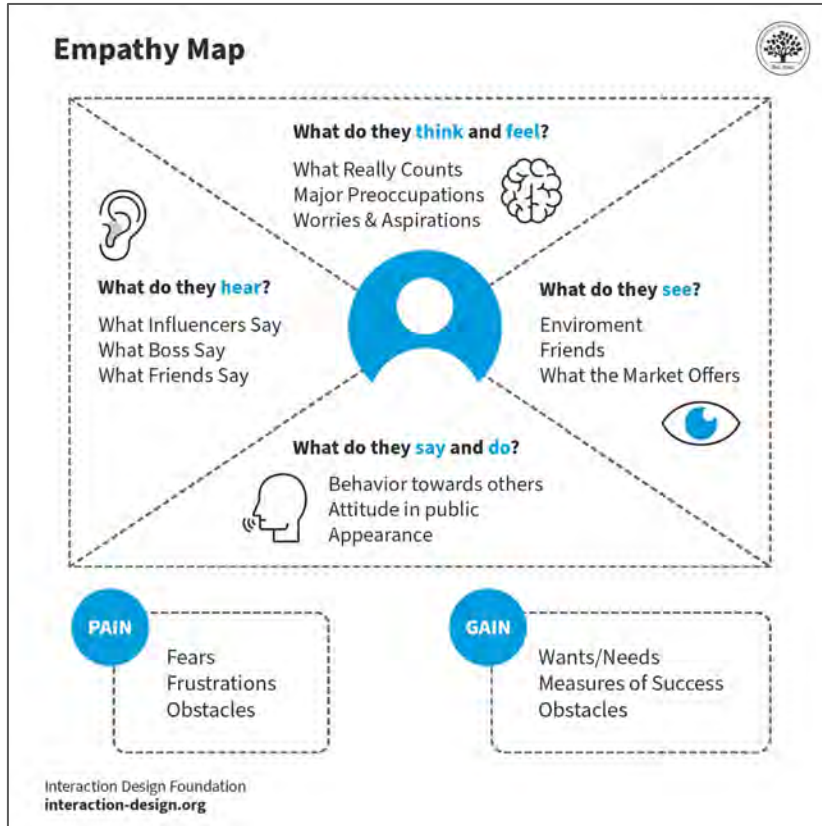 Empathy Map
What do they think and feel?
What Really Counts
Major Preoccupations
Worries & Aspirations
What do they hear?
What Influencers Say
What Boss Say
What Friends Say
What do they see?
Enviroment
Friends
What the Market Offers
What do they say and do?
Behavior towards others
Attitude in public
Appearance
PAIN
Fears
Frustrations
Obstacles
GAIN
Wants/Needs
Measures of Success
Obstacles
Interaction Design Foundation
interaction-design.org